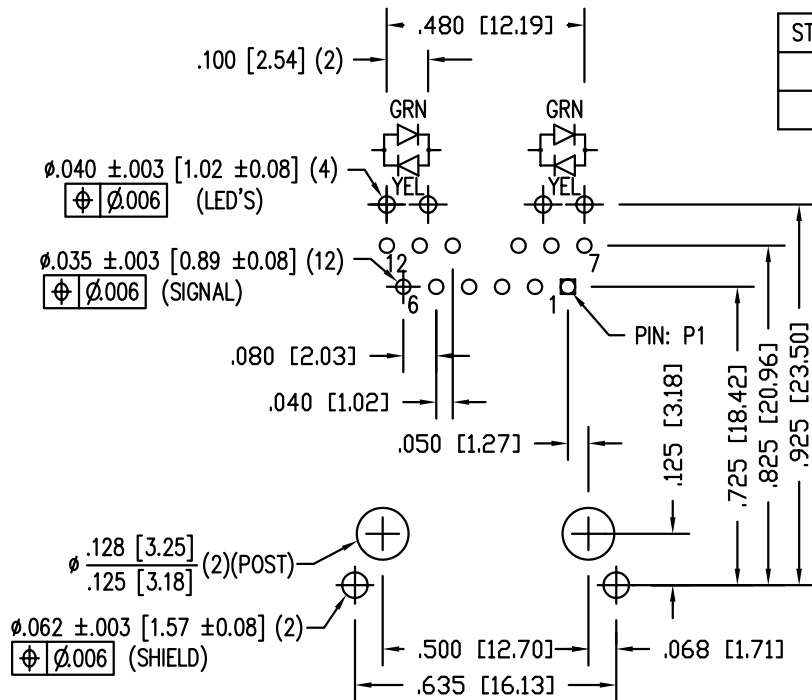 .480 [12.19]
ST
.100 [2.54] (2)
GRN
GRN
YEL
YEL
ø.040 ±.003 [1.02 ±0.08] (4)
⌖ Ø.006 (LED'S)
12
7
ø.035 ±.003 [0.89 ±0.08] (12)
⌖ Ø.006 (SIGNAL)
6
1
PIN: P1
.080 [2.03]
.040 [1.02]
.050 [1.27]
.125 [3.18]
.725 [18.42]
.825 [20.96]
.925 [23.50]
ø .128 [3.25]
.125 [3.18] (2)(POST)
ø.062 ±.003 [1.57 ±0.08] (2)
⌖ Ø.006 (SHIELD)
.500 [12.70]
.068 [1.71]
.635 [16.13]